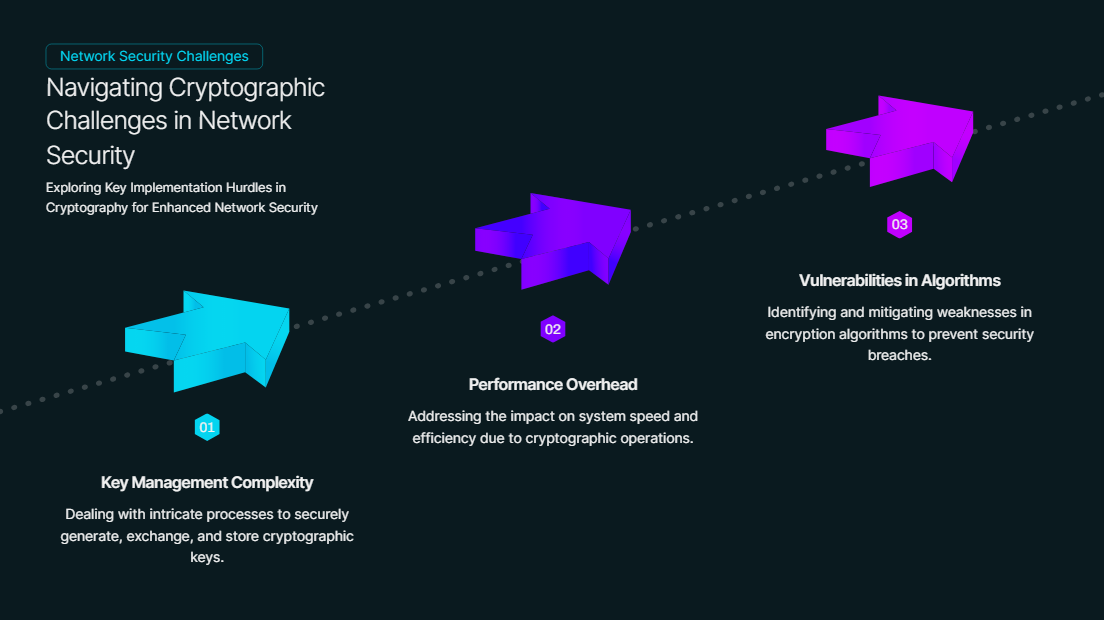 Network Security Challenges
Navigating Cryptographic
Challenges in Network
Security
Exploring Key Implementation Hurdles in
Cryptography for Enhanced Network Security
01
Key Management Complexity
Dealing with intricate processes to securely
generate, exchange, and store cryptographic
keys.
02
Performance Overhead
Addressing the impact on system speed and
efficiency due to cryptographic operations.
03
Vulnerabilities in Algorithms
Identifying and mitigating weaknesses in
encryption algorithms to prevent security
breaches.